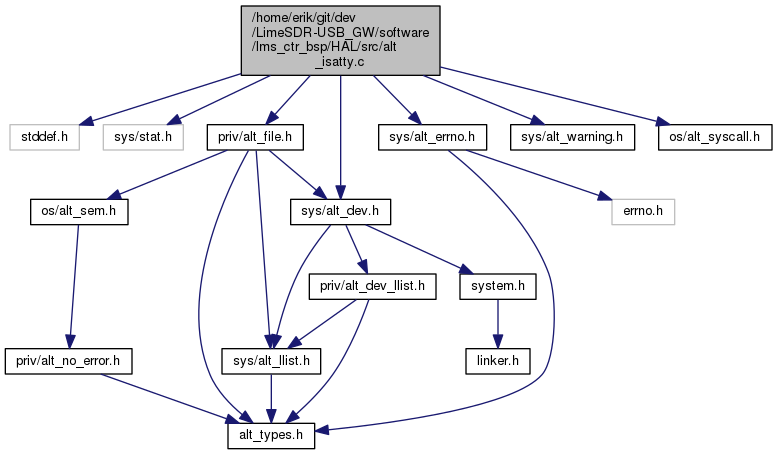 /home/erik/git/dev
/LimeSDR-USB_GW/software
/lms_ctr_bsp/HAL/src/alt
_isatty.c
stddef.h
sys/stat.h
priv/alt_file.h
sys/alt_errno.h
sys/alt_warning.h
os/alt_syscall.h
os/alt_sem.h
sys/alt_dev.h
errno.h
priv/alt_dev_llist.h
system.h
priv/alt_no_error.h
sys/alt_llist.h
linker.h
alt_types.h